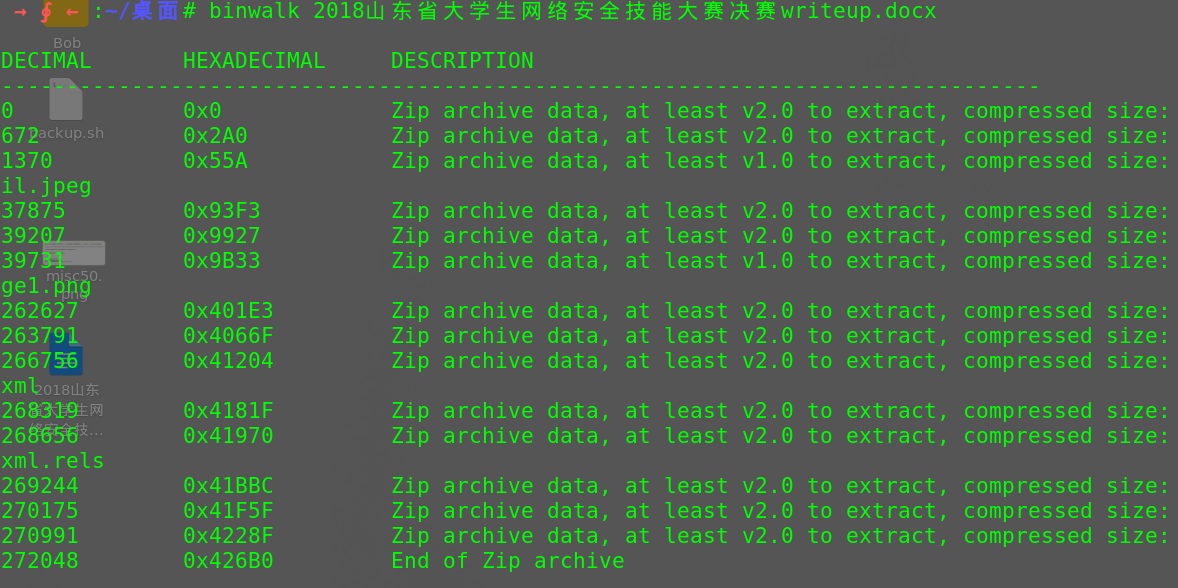 → ∮ ← :~/桌面# binwalk 2018山东省大学生网络安全技能大赛决赛writeup.docx
Bob
DECIMAL HEXADECIMAL DESCRIPTION
--------------------------------------------------------------------------------
0 0x0 Zip archive data, at least v2.0 to extract, compressed size:
backup.sh
672 0x2A0 Zip archive data, at least v2.0 to extract, compressed size:
1370 0x55A Zip archive data, at least v1.0 to extract, compressed size:
il.jpeg
37875 0x93F3 Zip archive data, at least v2.0 to extract, compressed size:
39207 0x9927 Zip archive data, at least v2.0 to extract, compressed size:
39731 0x9B33 Zip archive data, at least v1.0 to extract, compressed size:
misc50.
png
ge1.png
262627 0x401E3 Zip archive data, at least v2.0 to extract, compressed size:
263791 0x4066F Zip archive data, at least v2.0 to extract, compressed size:
266756 0x41204 Zip archive data, at least v2.0 to extract, compressed size:
xml
2018山东
省大学生网
络安全技...
268319 0x4181F Zip archive data, at least v2.0 to extract, compressed size:
268656 0x41970 Zip archive data, at least v2.0 to extract, compressed size:
xml.rels
269244 0x41BBC Zip archive data, at least v2.0 to extract, compressed size:
270175 0x41F5F Zip archive data, at least v2.0 to extract, compressed size:
270991 0x4228F Zip archive data, at least v2.0 to extract, compressed size:
272048 0x426B0 End of Zip archive